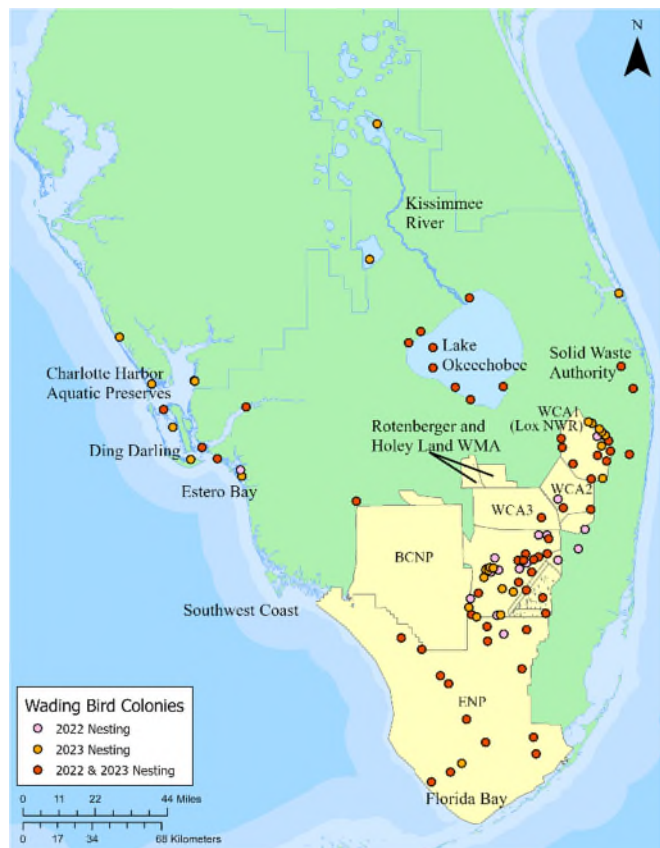 N
Kissimmee
River
Lake
Okeechobee
Solid Waste
Authority
Charlotte Harbor
Aquatic Preserves
WCA1
(Lox NWR)
Rotenberger and
Holey Land WMA
Ding Darling
Estero Bay
WCA2
WCA3
BCNP
Southwest Coast
ENP
Wading Bird Colonies
2022 Nesting
2023 Nesting
2022 & 2023 Nesting
0 11 22 44 Miles
0 17 34 68 Kilometers
Florida Bay